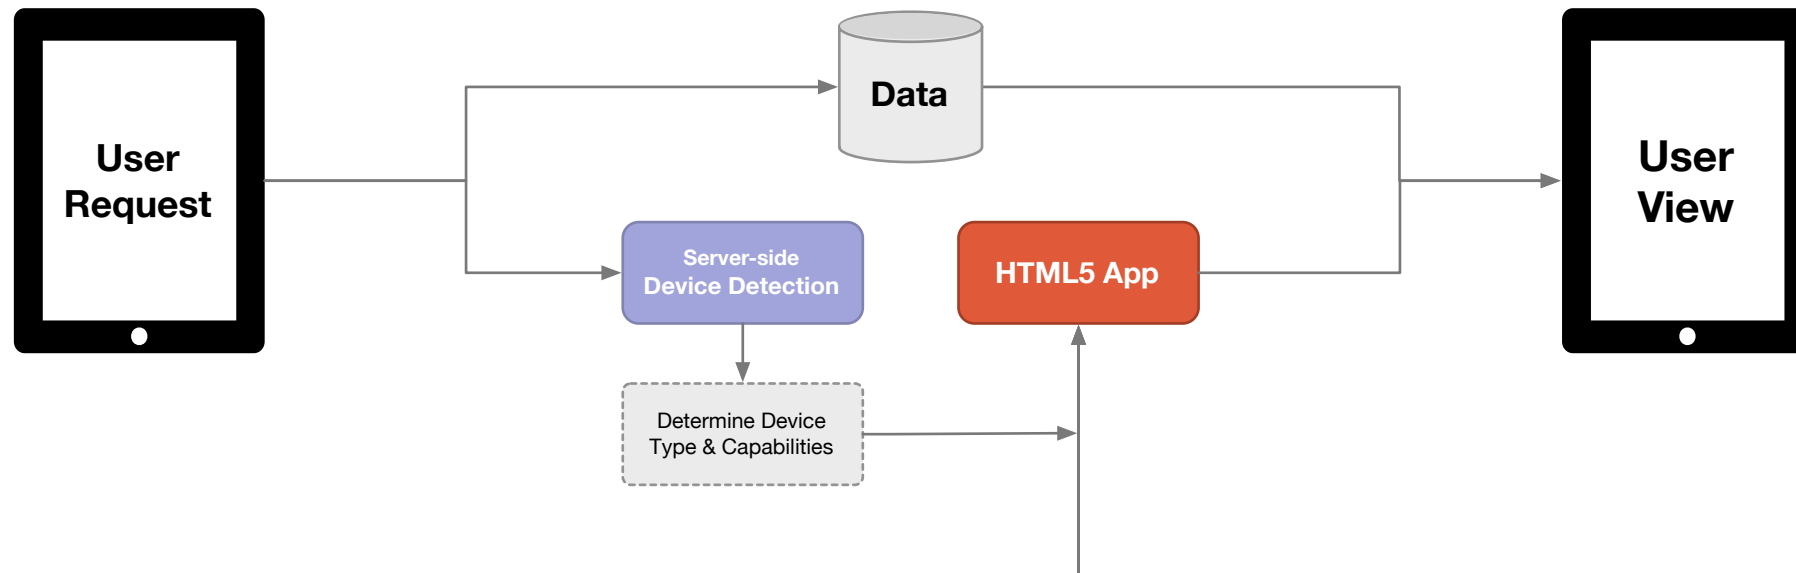 User
Request
Data
Server-side
Device Detection
Determine Device
Type & Capabilities
HTML5 App
User
View